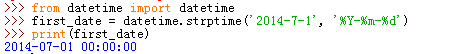 >>> from datetime import datetime
>>> first_date = datetime.strptime('2014-7-1', '%Y-%m-%d')
>>> print(first_date)
2014-07-01 00:00:00